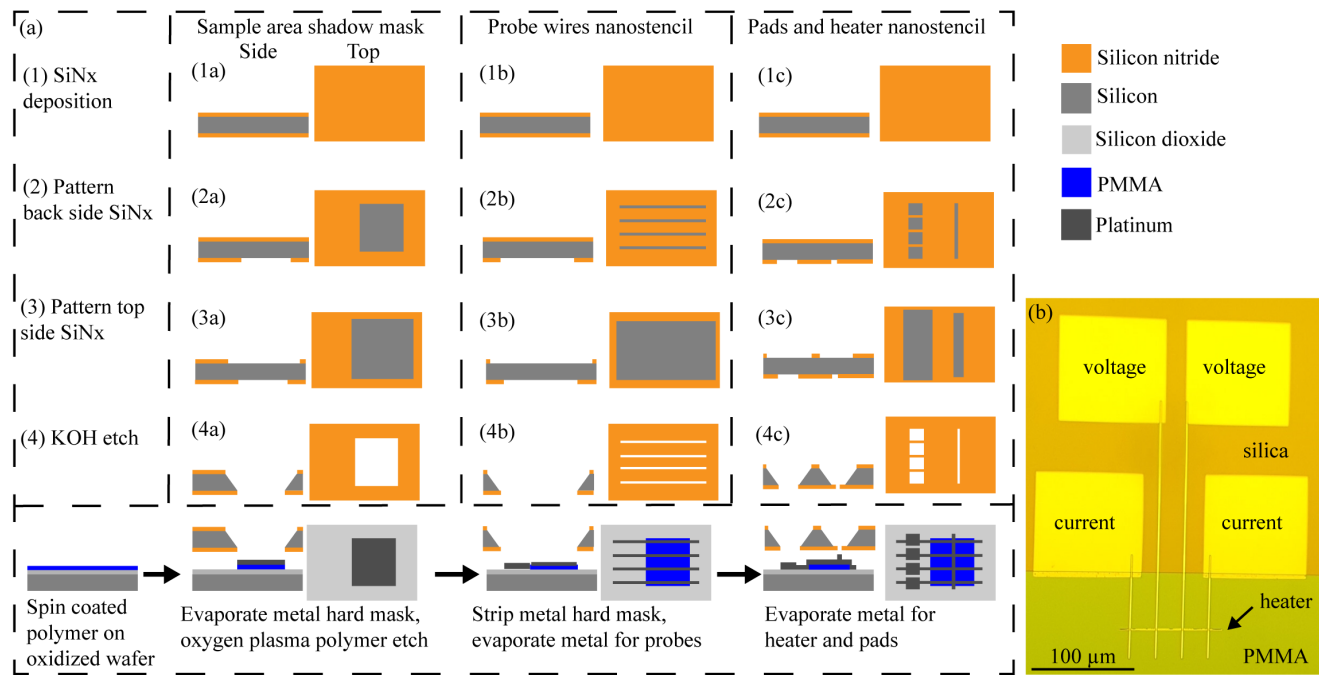 (a)
Sample area shadow mask
Side
Top
Probe wires nanostencil
Pads and heater nanostencil
(1) SiNx
deposition
(1a)
(1b)
(1c)
(2) Pattern
back side SiNx
(2a)
(2b)
(2c)
(3) Pattern top
side SiNx
(3a)
(3b)
(3c)
(4) KOH etch
(4a)
(4b)
(4c)
Spin coated
polymer on
oxidized wafer
Evaporate metal hard mask,
oxygen plasma polymer etch
Strip metal hard mask,
evaporate metal for probes
Evaporate metal for
heater and pads
Silicon nitride
Silicon
Silicon dioxide
PMMA
Platinum
(b)
voltage
voltage
silica
current
current
heater
100 µm
PMMA